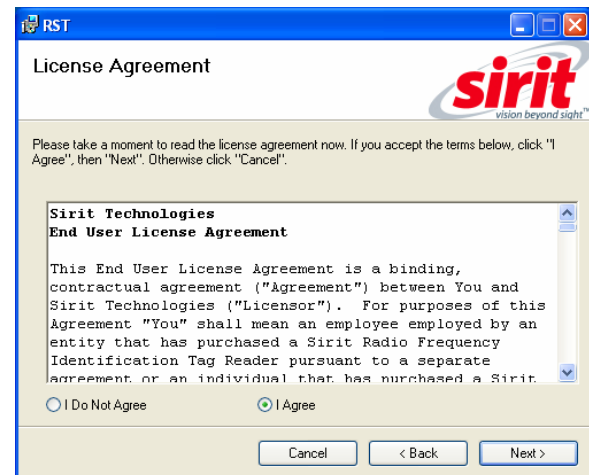 RST
License Agreement
sirit
vision beyond sight™
Please take a moment to read the license agreement now. If you accept the terms below, click "I
Agree", then "Next". Otherwise click "Cancel".
Sirit Technologies
End User License Agreement
This End User License Agreement is a binding,
contractual agreement ("Agreement") between You and
Sirit Technologies ("Licensor").  For purposes of this
Agreement "You" shall mean an employee employed by an
entity that has purchased a Sirit Radio Frequency
Identification Tag Reader pursuant to a separate
agreement or an individual that has purchased a Sirit
I Do Not Agree
I Agree
Cancel
< Back
Next >